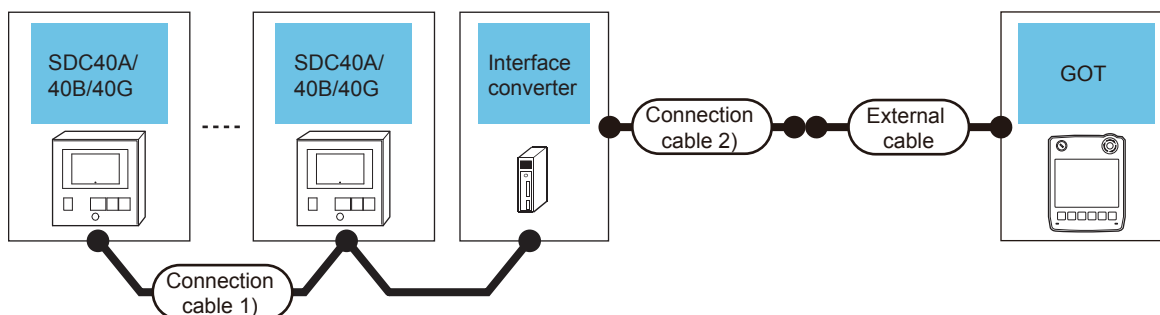 SDC40A/
40B/40G
SDC40A/
40B/40G
Interface
converter
GOT
Connection
cable 2)
External
cable
Connection
cable 1)